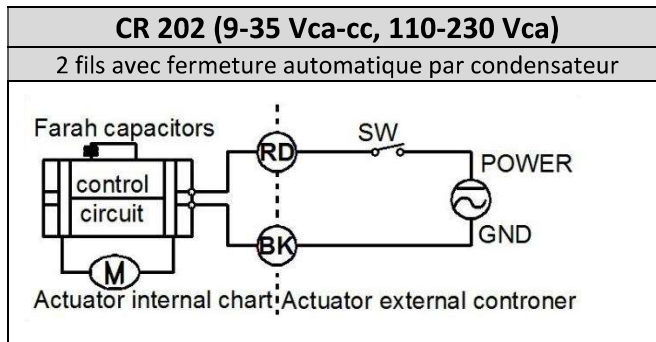 CR 202 (9-35 Vca-cc, 110-230 Vca)
2 fils avec fermeture automatique par condensateur
Farah capacitors
control
circuit
M
RD
BK
SW
POWER
GND
Actuator internal chart
Actuator external controner